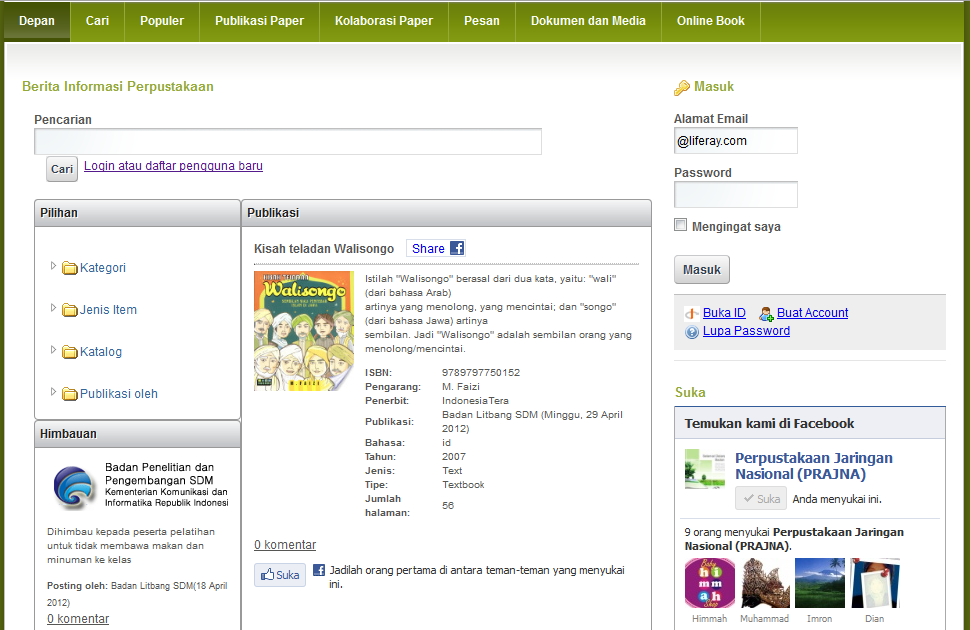 Depan Cari Populer Publikasi Paper Kolaborasi Paper Pesan Dokumen dan Media Online Book
Berita Informasi Perpustakaan
Pencarian
Cari Login atau daftar pengguna baru
Pilihan
Kategori
Jenis Item
Katalog
Publikasi oleh
Himbauan
Badan Penelitian dan
Pengembangan SDM
Kementerian Komunikasi dan
Informatika Republik Indonesi
Dihimbau kepada peserta pelatihan
untuk tidak membawa makan dan
minuman ke kelas
Posting oleh: Badan Litbang SDM(18 April
2012)
0 komentar
Publikasi
Kisah teladan Walisongo Share
Walisongo
M. FAIZI
Istilah "Walisongo" berasal dari dua kata, yaitu: "wali"
(dari bahasa Arab)
artinya yang menolong, yang mencintai; dan "songo"
(dari bahasa Jawa) artinya
sembilan. Jadi "Walisongo" adalah sembilan orang yang
menolong/mencintai.
ISBN: 9789797750152
Pengarang: M. Faizi
Penerbit: IndonesiaTera
Publikasi: Badan Litbang SDM (Minggu, 29 April
2012)
Bahasa: id
Tahun: 2007
Jenis: Text
Tipe: Textbook
Jumlah
halaman: 56
0 komentar
Suka Jadilah orang pertama di antara teman-teman yang menyukai
ini.
Masuk
Alamat Email
@liferay.com
Password
Mengingat saya
Masuk
Buka ID Buat Account
Lupa Password
Suka
Temukan kami di Facebook
Perpustakaan Jaringan
Nasional (PRAJNA)
Suka Anda menyukai ini.
9 orang menyukai Perpustakaan Jaringan
Nasional (PRAJNA).
Baby
himmah
Shop
Himmah Muhammad Imron Dian